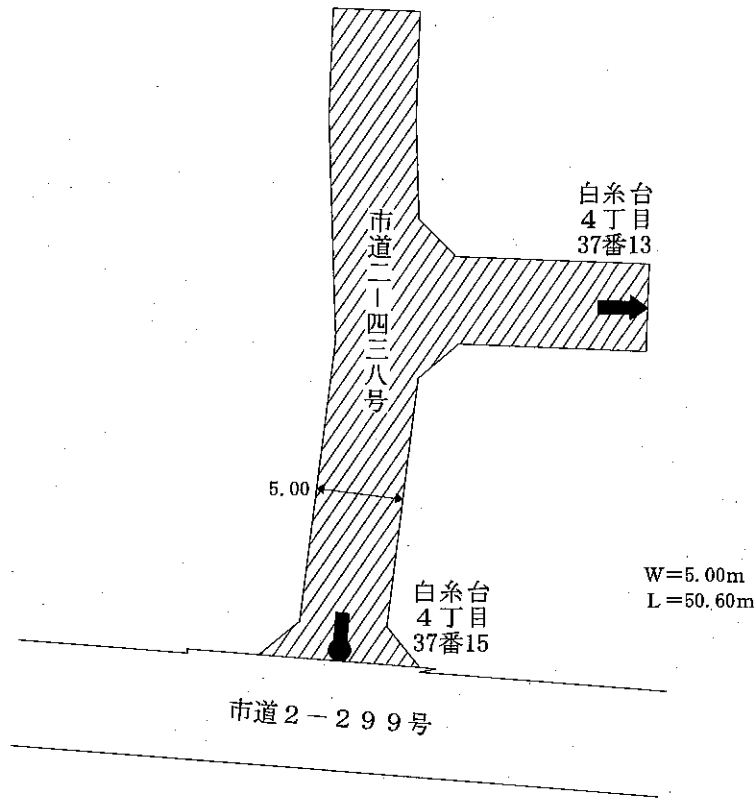 白糸台
4丁目
37番13
市道二－四三八号
5.00
W=5.00m
L=50.60m
白糸台
4丁目
37番15
市道2－299号